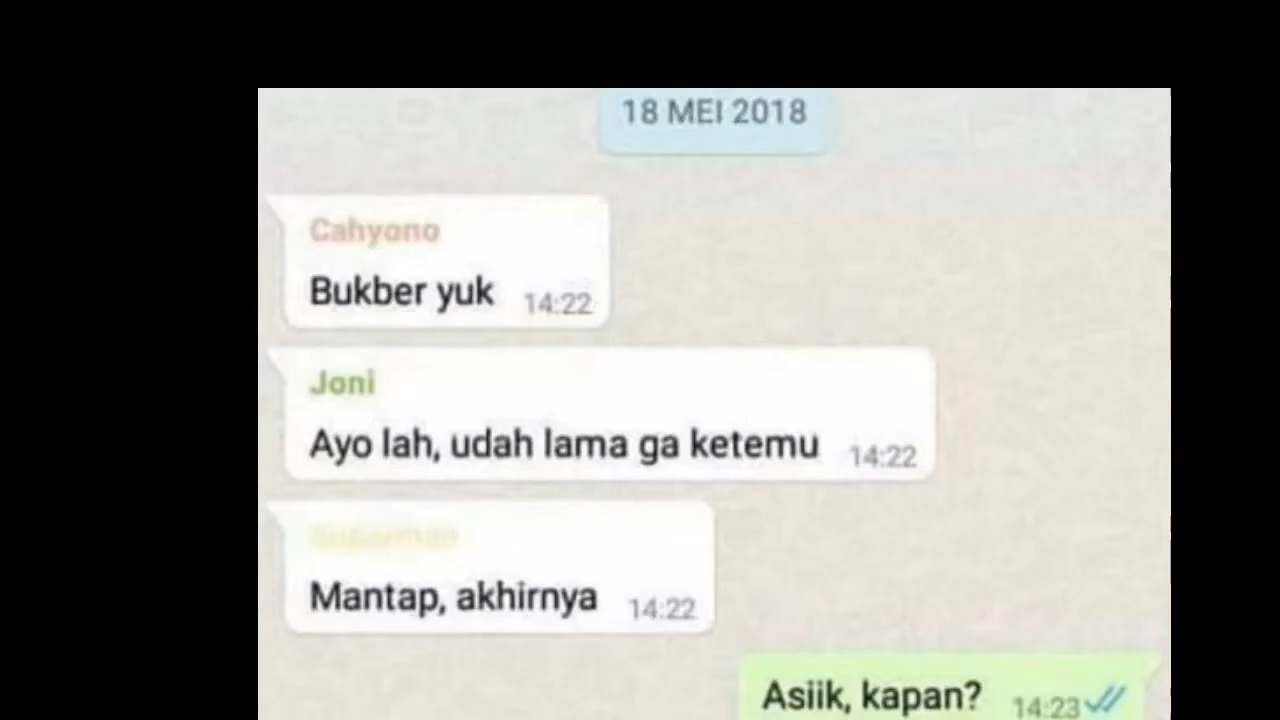 18 MEI 2018
Cahyono
Bukber yuk 14:22
Joni
Ayo lah, udah lama ga ketemu 14:22
Mantap, akhirnya 14:22
Asiik, kapan? 14:23